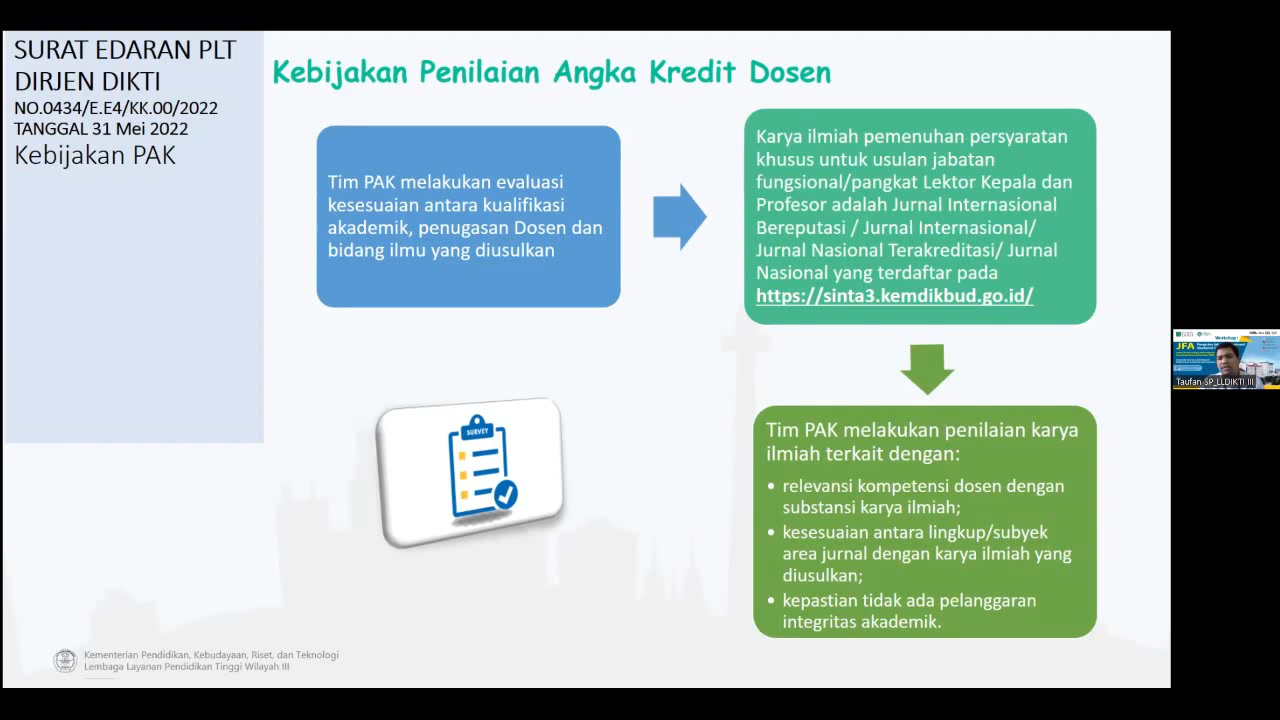 SURAT EDARAN PLT
DIRJEN DIKTI
NO.0434/E.E4/KK.00/2022
TANGGAL 31 Mei 2022
Kebijakan PAK
Kebijakan Penilaian Angka Kredit Dosen
Tim PAK melakukan evaluasi
kesesuaian antara kualifikasi
akademik, penugasan Dosen dan
bidang ilmu yang diusulkan
Karya ilmiah pemenuhan persyaratan
khusus untuk usulan jabatan
fungsional/pangkat Lektor Kepala dan
Profesor adalah Jurnal Internasional
Bereputasi / Jurnal Internasional/
Jurnal Nasional Terakreditasi/ Jurnal
Nasional yang terdaftar pada
https://sinta3.kemdikbud.go.id/
Tim PAK melakukan penilaian karya
ilmiah terkait dengan:
• relevansi kompetensi dosen dengan
substansi karya ilmiah;
• kesesuaian antara lingkup/subyek
area jurnal dengan karya ilmiah yang
diusulkan;
• kepastian tidak ada pelanggaran
integritas akademik.
SURVEY
Kementerian Pendidikan, Kebudayaan, Riset, dan Teknologi
Lembaga Layanan Pendidikan Tinggi Wilayah III
Workshop :
JFA
Taufan SP_LLDIKTI III